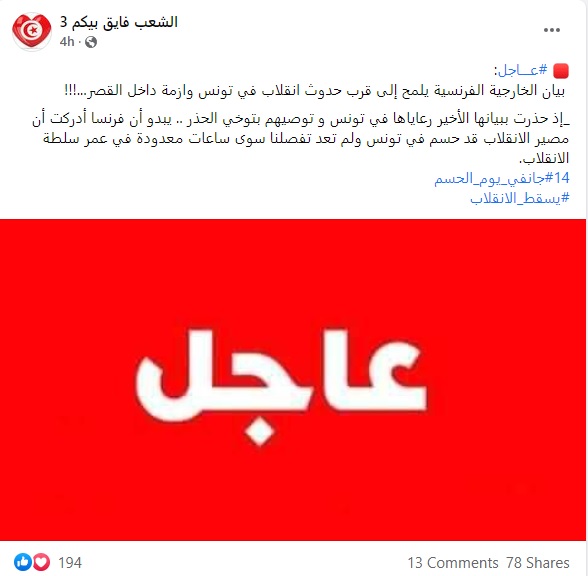 الشعب فايق بيكم 3
4h ·
#عـــاجل:
بيان الخارجية الفرنسية يلمح إلى قرب حدوث انقلاب في تونس وازمة داخل القصر...!!!
_إذ حذرت ببيانها الأخير رعاياها في تونس و توصيهم بتوخي الحذر .. يبدو أن فرنسا أدركت أن
مصير الانقلاب قد حسم في تونس ولم تعد تفصلنا سوى ساعات معدودة في عمر سلطة
الانقلاب.
#14جانفي_يوم_الحسم
#يسقط_الانقلاب
عاجل
194
13 Comments 78 Shares